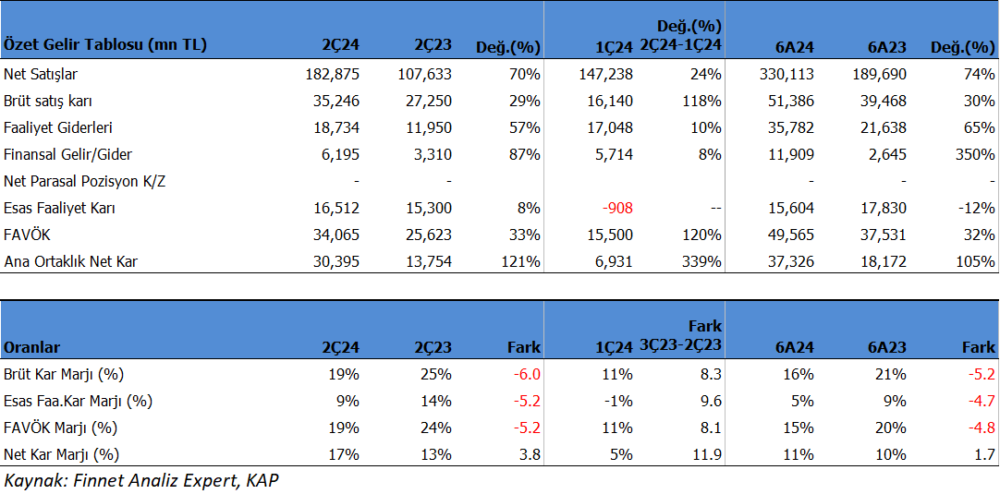 Özet Gelir Tablosu (mn TL) 2Ç24 2Ç23 Değ.(%) 1Ç24 Değ.(%) 2Ç24-1Ç24 6A24 6A23 Değ.(%)
Net Satışlar 182,875 107,633 70% 147,238 24% 330,113 189,690 74%
Brüt satış karı 35,246 27,250 29% 16,140 118% 51,386 39,468 30%
Faaliyet Giderleri 18,734 11,950 57% 17,048 10% 35,782 21,638 65%
Finansal Gelir/Gider 6,195 3,310 87% 5,714 8% 11,909 2,645 350%
Net Parasal Pozisyon K/Z - - - - -
Esas Faaliyet Karı 16,512 15,300 8% -908 -- 15,604 17,830 -12%
FAVÖK 34,065 25,623 33% 15,500 120% 49,565 37,531 32%
Ana Ortaklık Net Kar 30,395 13,754 121% 6,931 339% 37,326 18,172 105%
Oranlar 2Ç24 2Ç23 Fark 1Ç24 Fark 3Ç23-2Ç23 6A24 6A23 Fark
Brüt Kar Marjı (%) 19% 25% -6.0 11% 8.3 16% 21% -5.2
Esas Faa.Kar Marjı (%) 9% 14% -5.2 -1% 9.6 5% 9% -4.7
FAVÖK Marjı (%) 19% 24% -5.2 11% 8.1 15% 20% -4.8
Net Kar Marjı (%) 17% 13% 3.8 5% 11.9 11% 10% 1.7
Kaynak: Finnet Analiz Expert, KAP